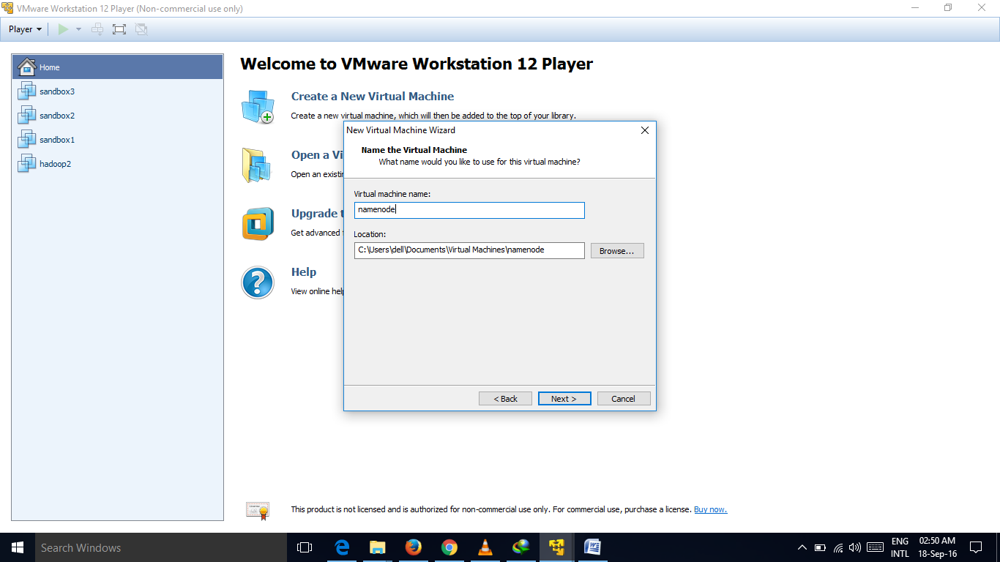 VMware Workstation 12 Player (Non-commercial use only)
Player
Home
sandbox3
sandbox2
sandbox1
hadoop2
Welcome to VMware Workstation 12 Player
Create a New Virtual Machine
Create a new virtual machine, which will then be added to the top of your library.
Open a Vi
Open an existin
Upgrade t
Get advanced
Help
View online help
New Virtual Machine Wizard
Name the Virtual Machine
What name would you like to use for this virtual machine?
Virtual machine name:
namenode
Location:
C:\Users\dell\Documents\Virtual Machines\namenode
Browse...
< Back
Next >
Cancel
This product is not licensed and is authorized for non-commercial use only. For commercial use, purchase a license. Buy now.
Search Windows
ENG
INTL
02:50 AM
18-Sep-16